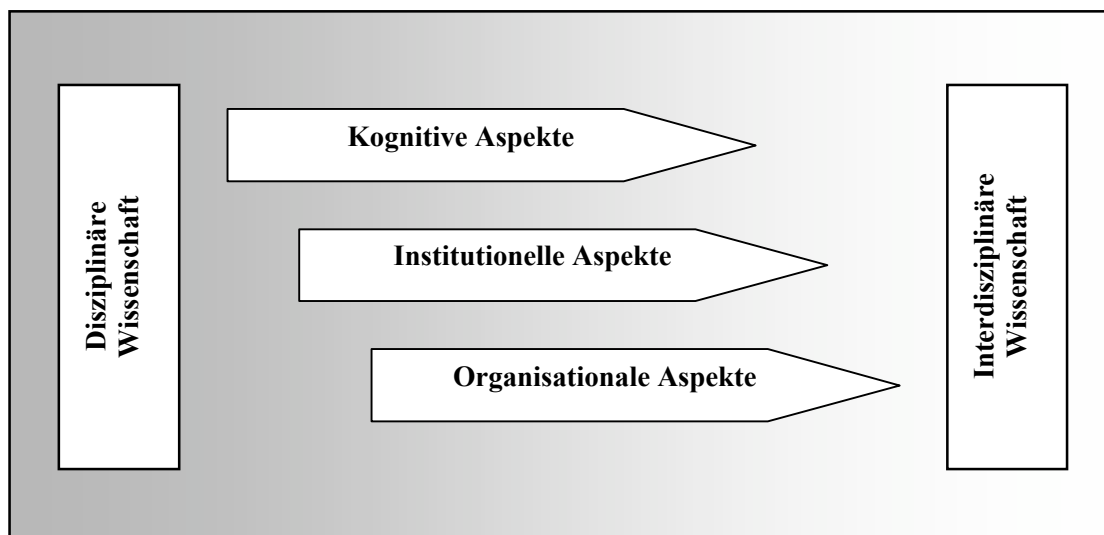 Disziplinäre
Wissenschaft
Kognitive Aspekte
Institutionelle Aspekte
Organisationale Aspekte
Interdisziplinäre
Wissenschaft